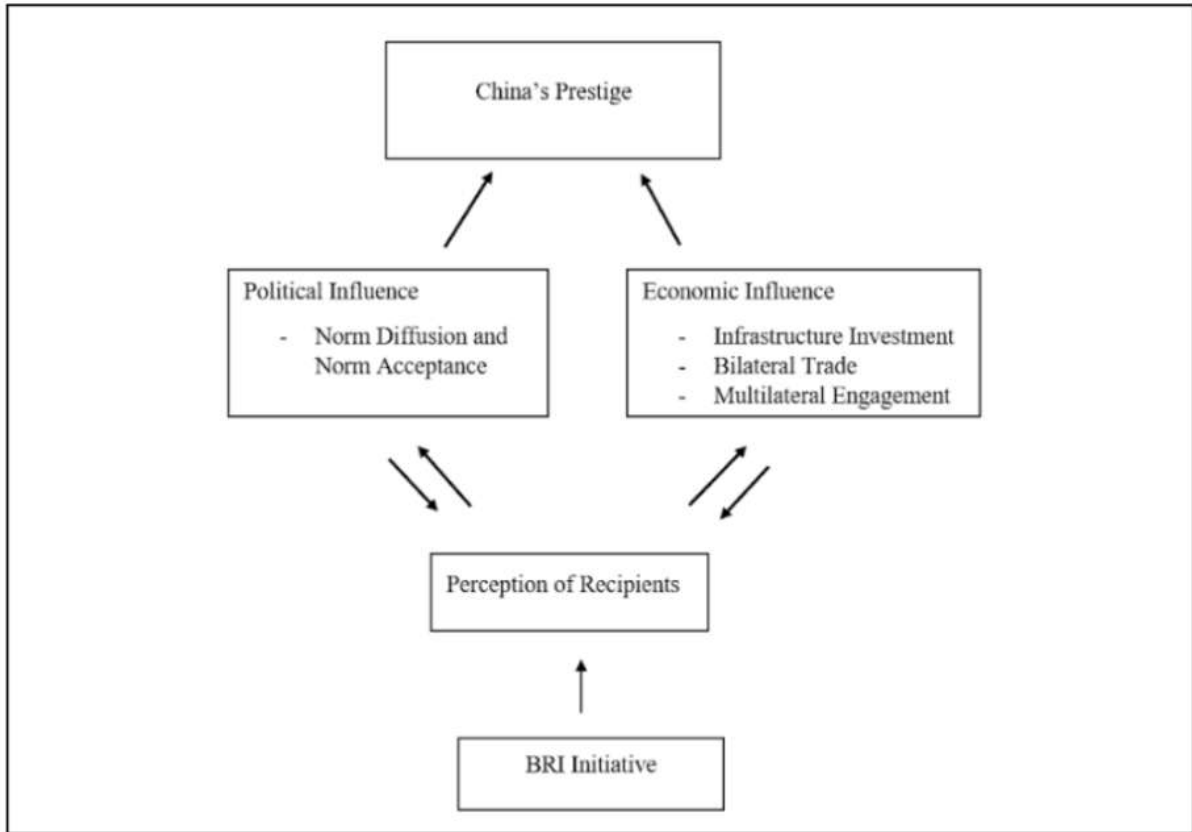 China’s Prestige
Political Influence
- Norm Diffusion and
Norm Acceptance
Economic Influence
- Infrastructure Investment
- Bilateral Trade
- Multilateral Engagement
Perception of Recipients
BRI Initiative